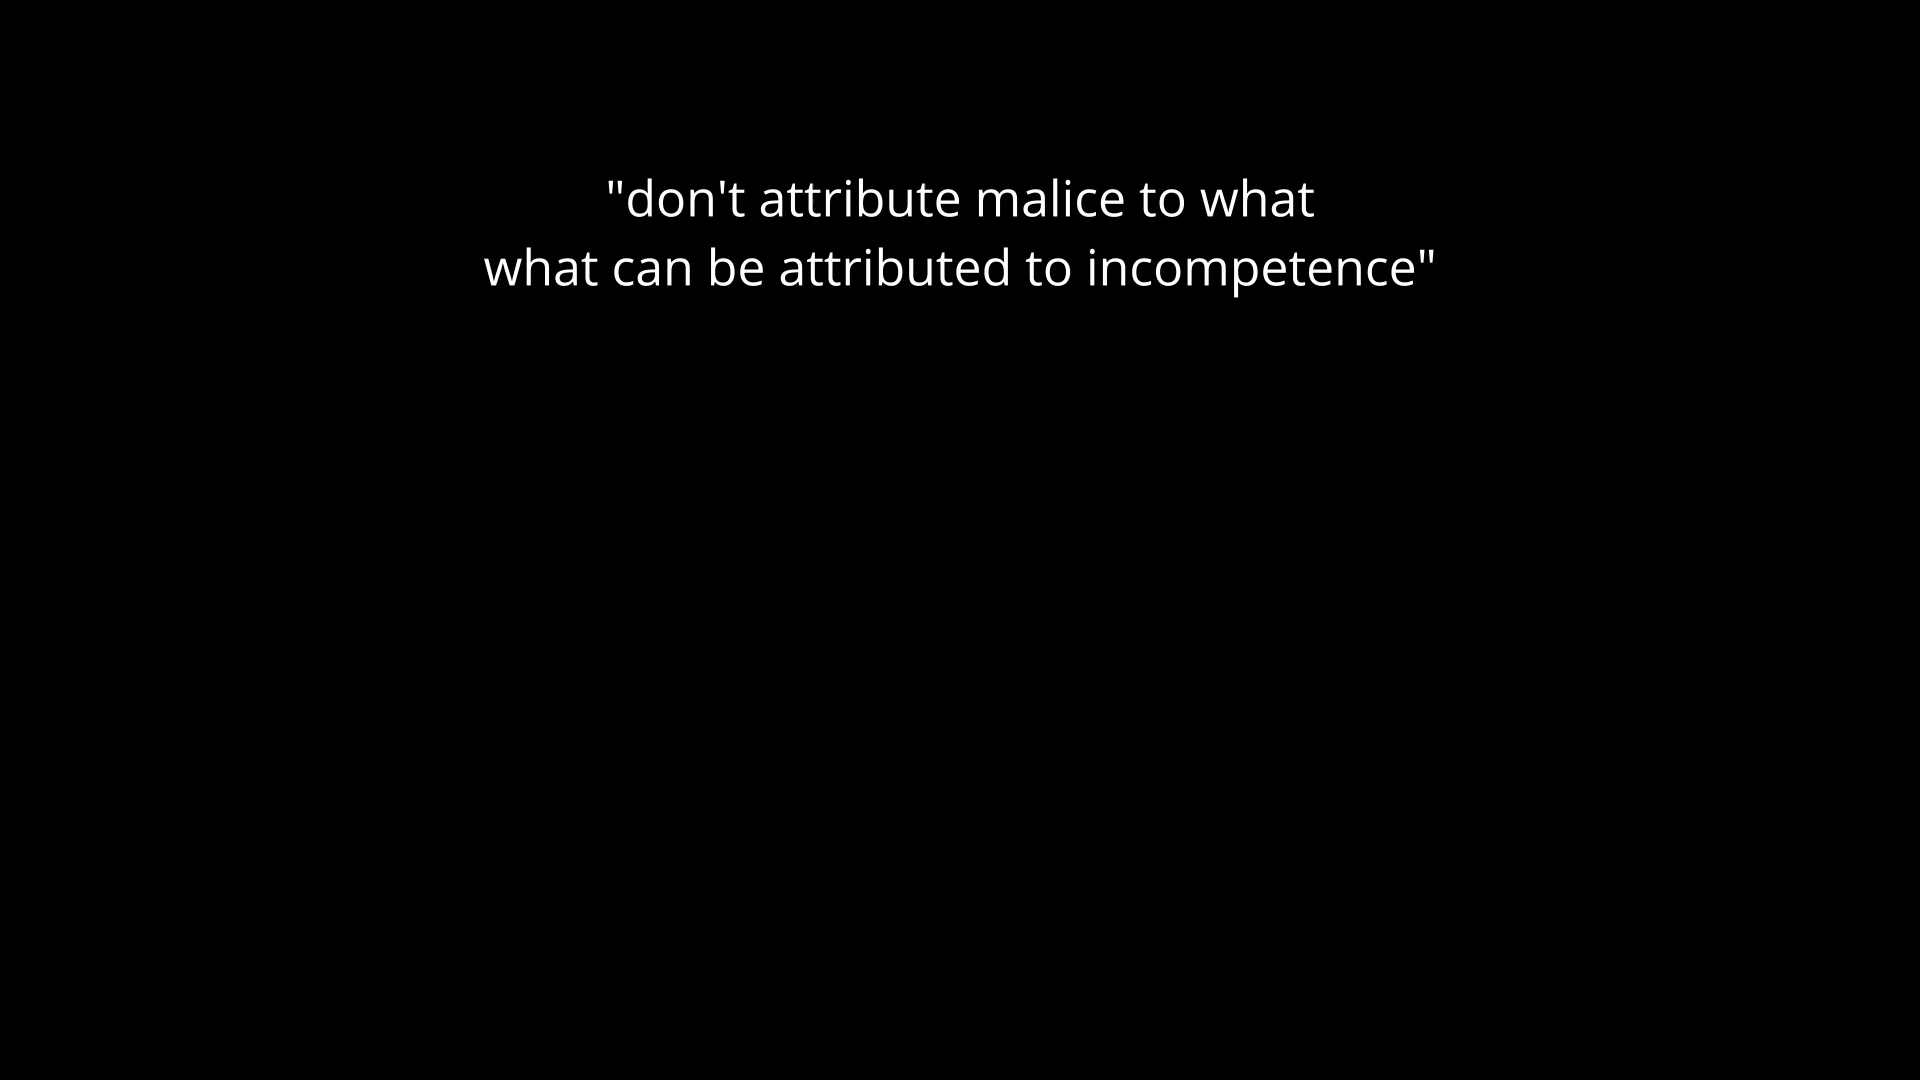 "don't attribute malice to what
what can be attributed to incompetence"